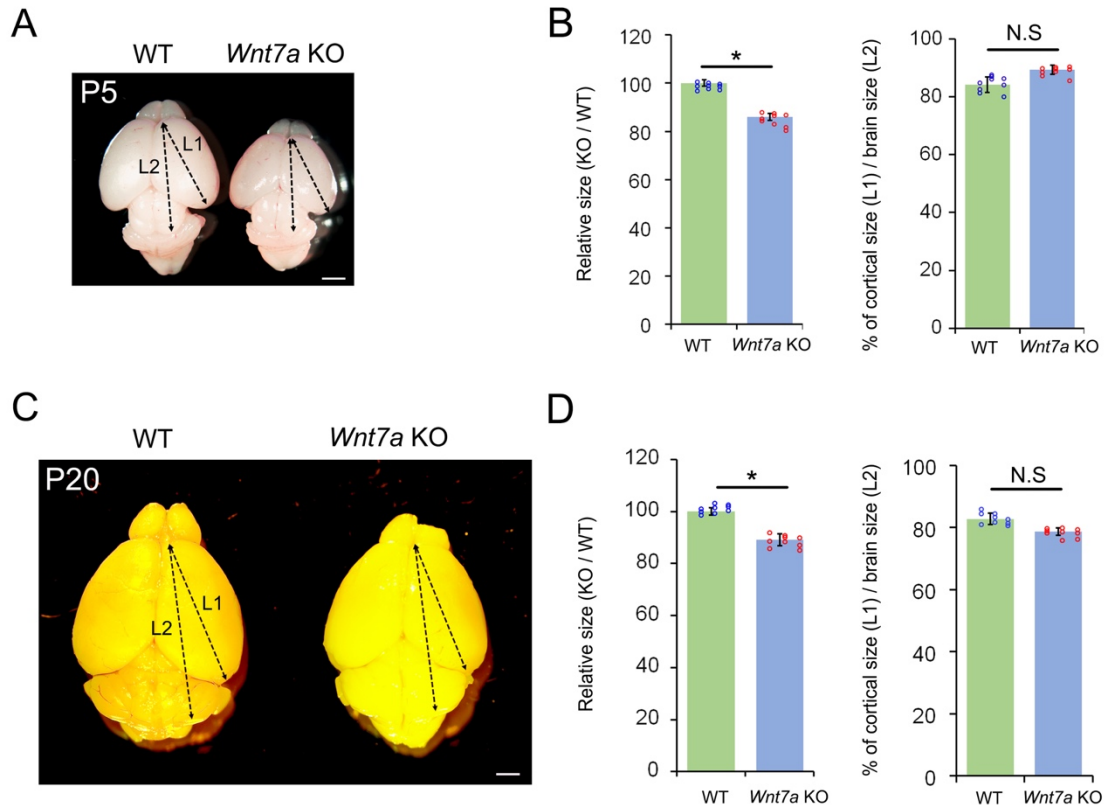 A
WT Wnt7a KO
P5
L1
L2
B
120
100
80
60
40
20
0
Relative size (KO / WT)
*
WT Wnt7a KO
100
80
60
40
20
0
% of cortical size (L1) / brain size (L2)
N.S
WT Wnt7a KO
C
WT Wnt7a KO
P20
L1
L2
D
120
100
80
60
40
20
0
Relative size (KO / WT)
*
WT Wnt7a KO
100
80
60
40
20
0
% of cortical size (L1) / brain size (L2)
N.S
WT Wnt7a KO